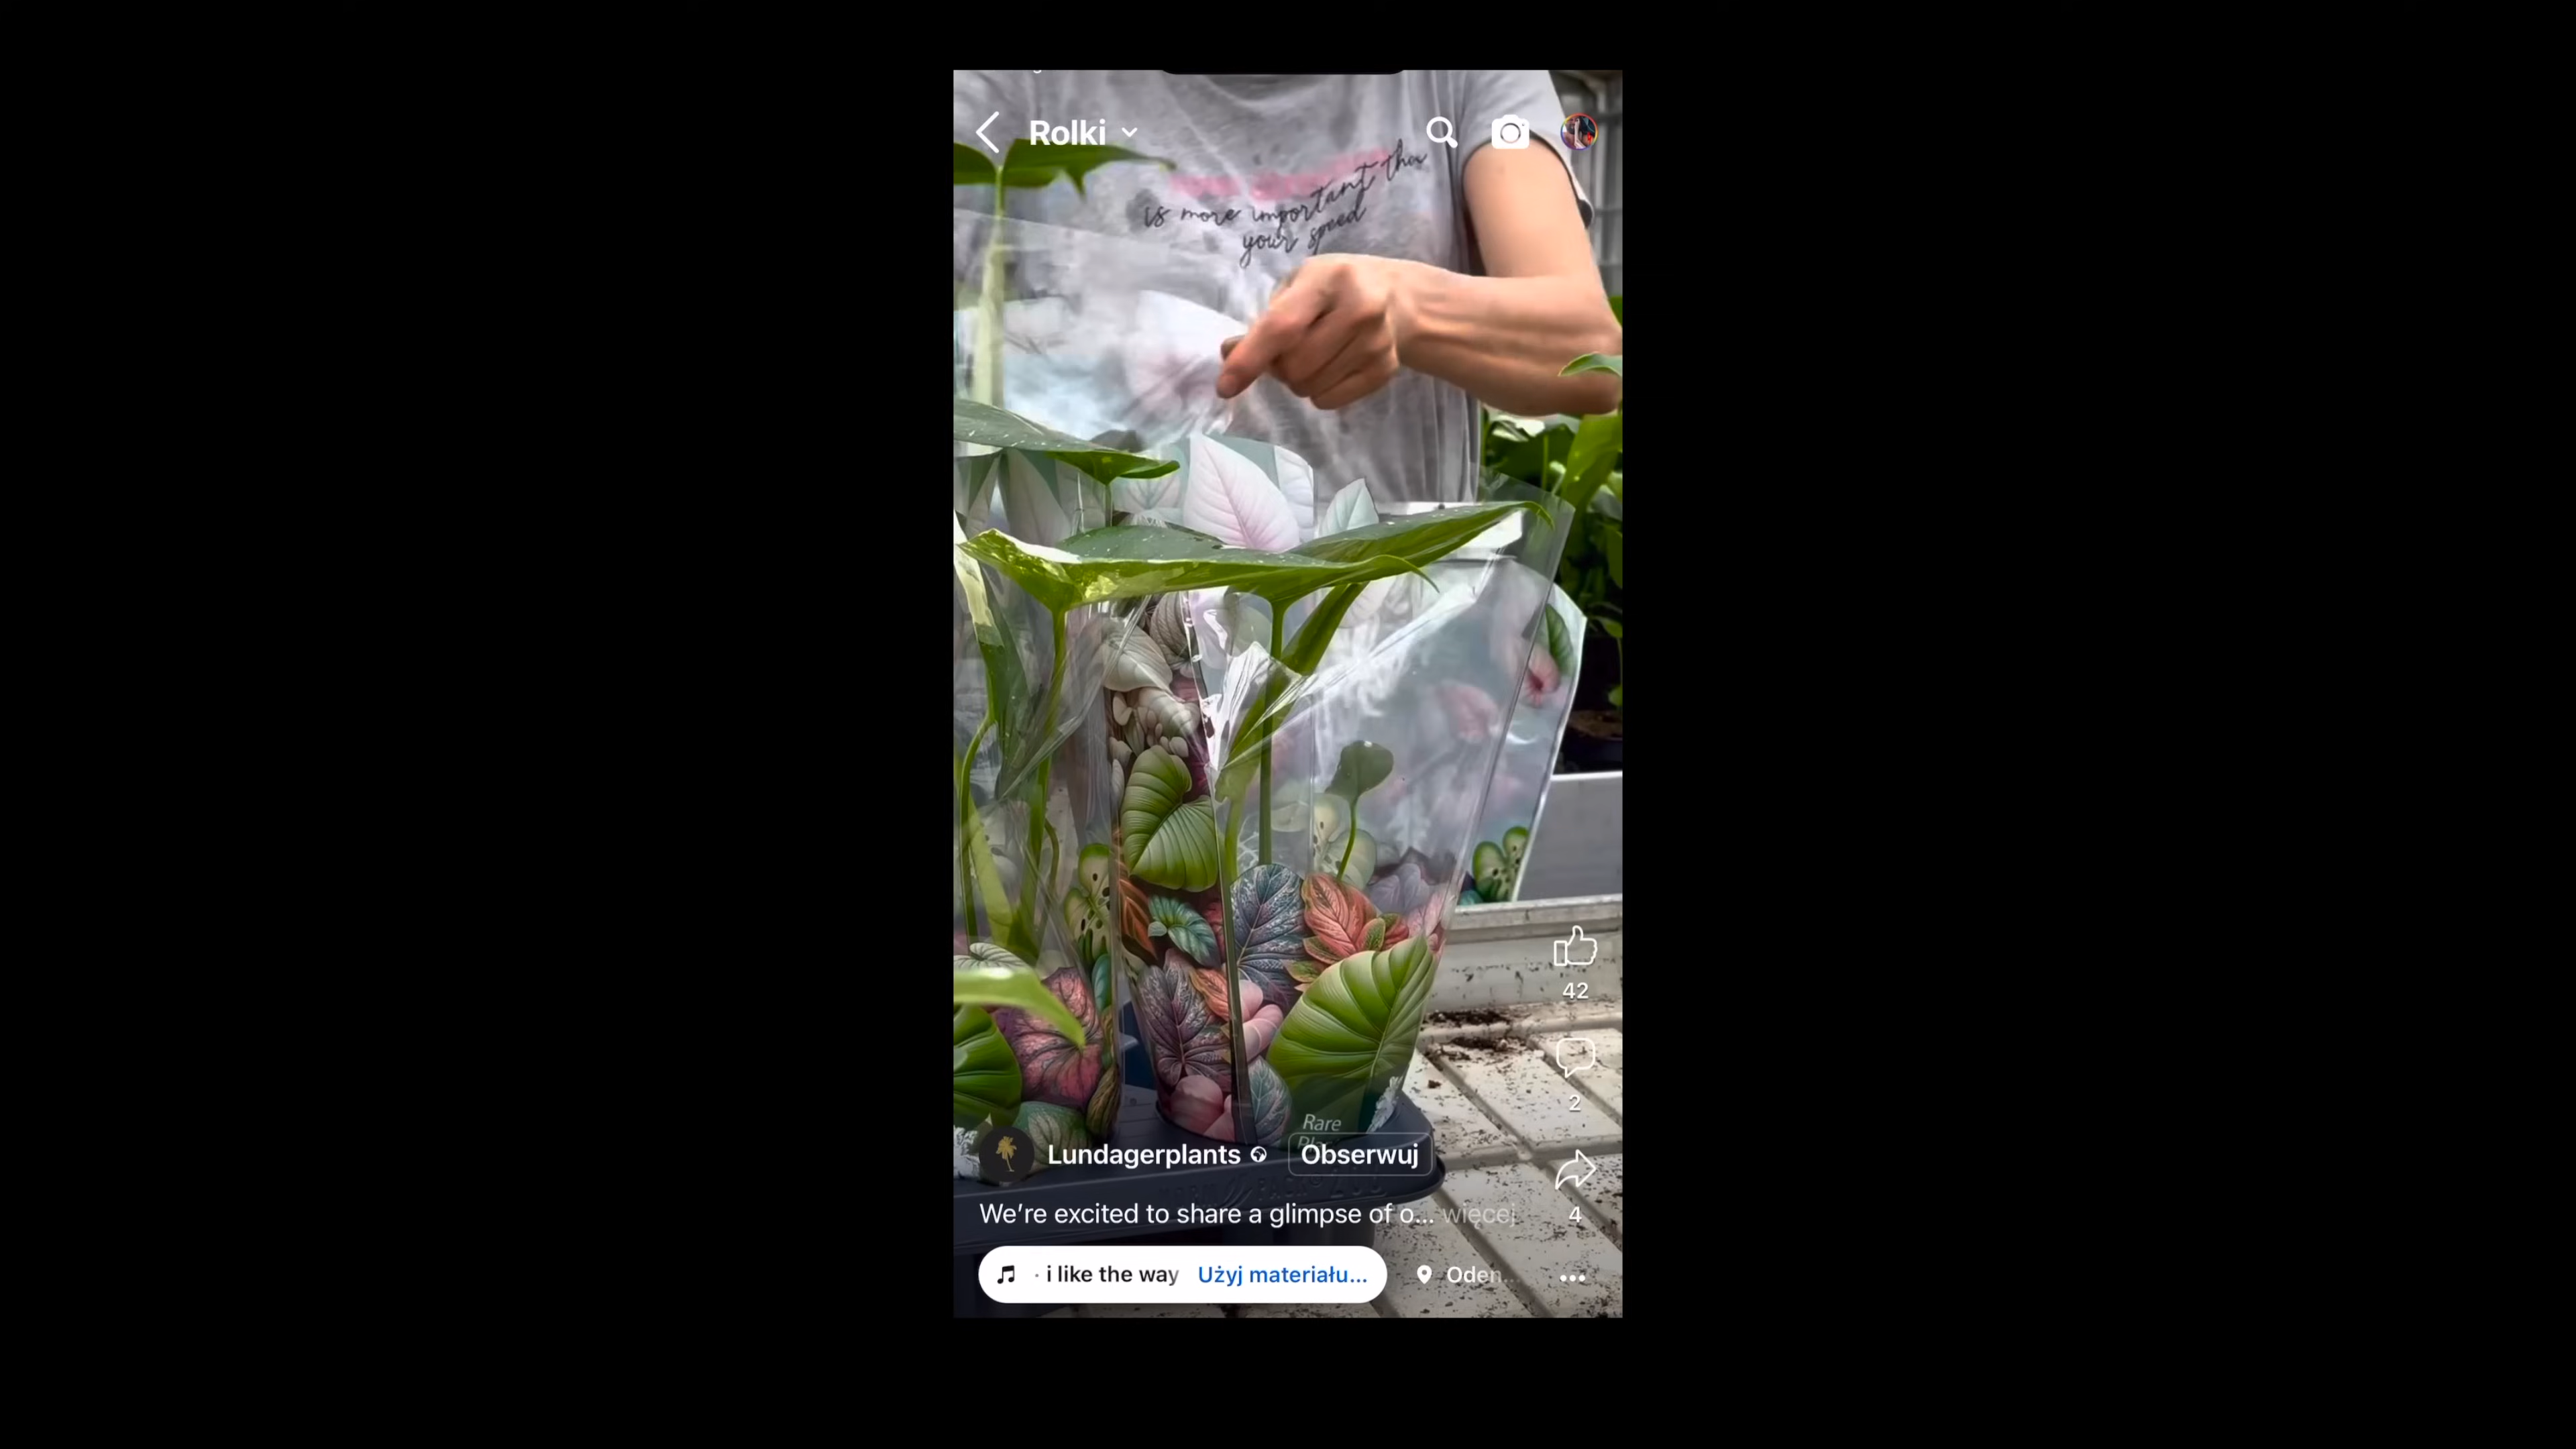 Rolki
is more important tha
your speed
42
2
Rare
Lundagerplants
Obserwuj
We're excited to share a glimpse of o... więcej
4
· i like the way
Użyj materiału...
Oden...